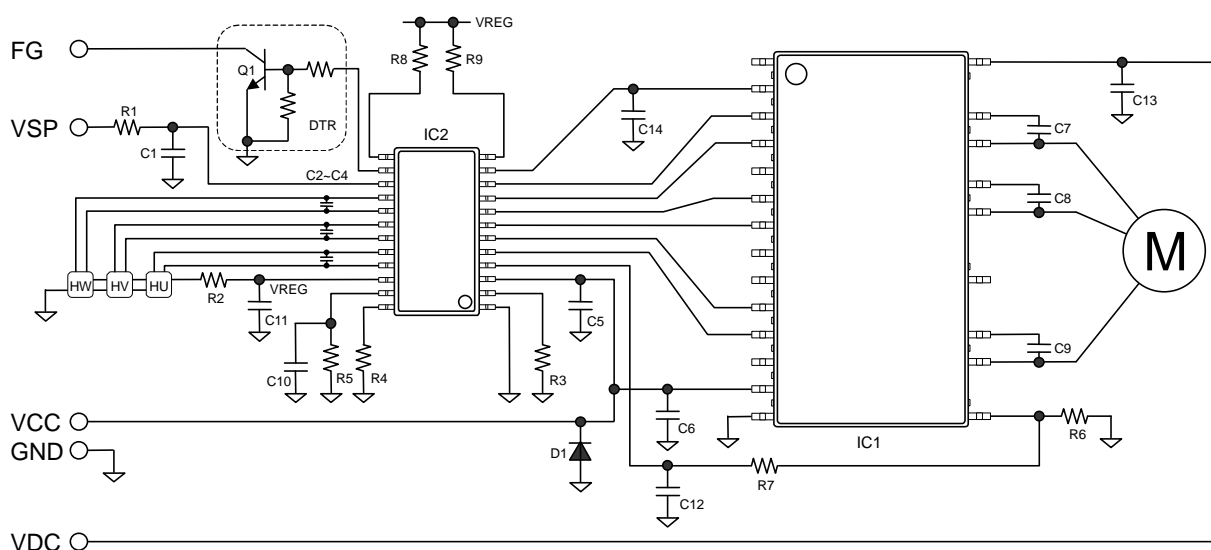 VREG
FG
R8
R9
Q1
DTR
C13
R1
VSP
C14
C7
IC2
C1
C2~C4
C8
M
HW
HV
HU
R2
VREG
C11
C5
C9
C10
R5
R4
R3
VCC
C6
IC1
R6
GND
D1
R7
C12
VDC